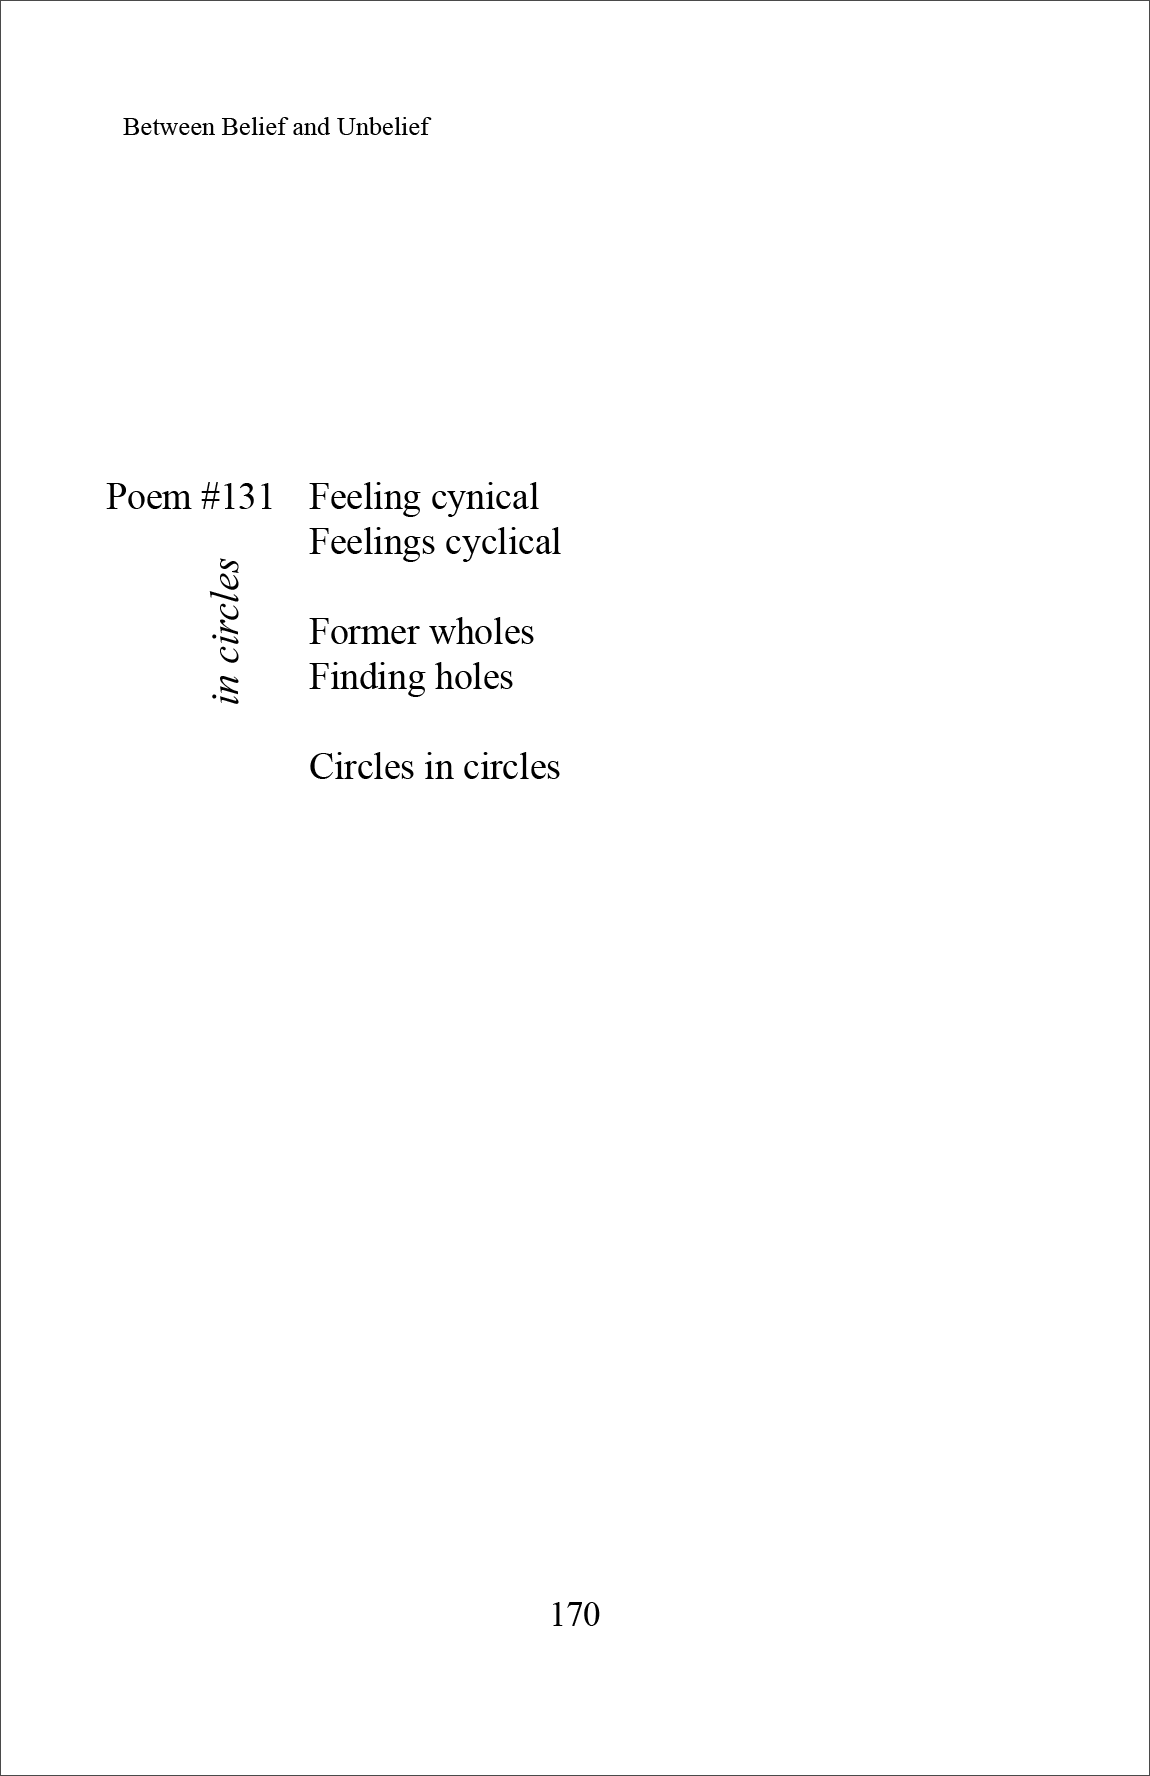 Between Belief and Unbelief
Poem #131
in circles
Feeling cynical
Feelings cyclical
Former wholes
Finding holes
Circles in circles
170